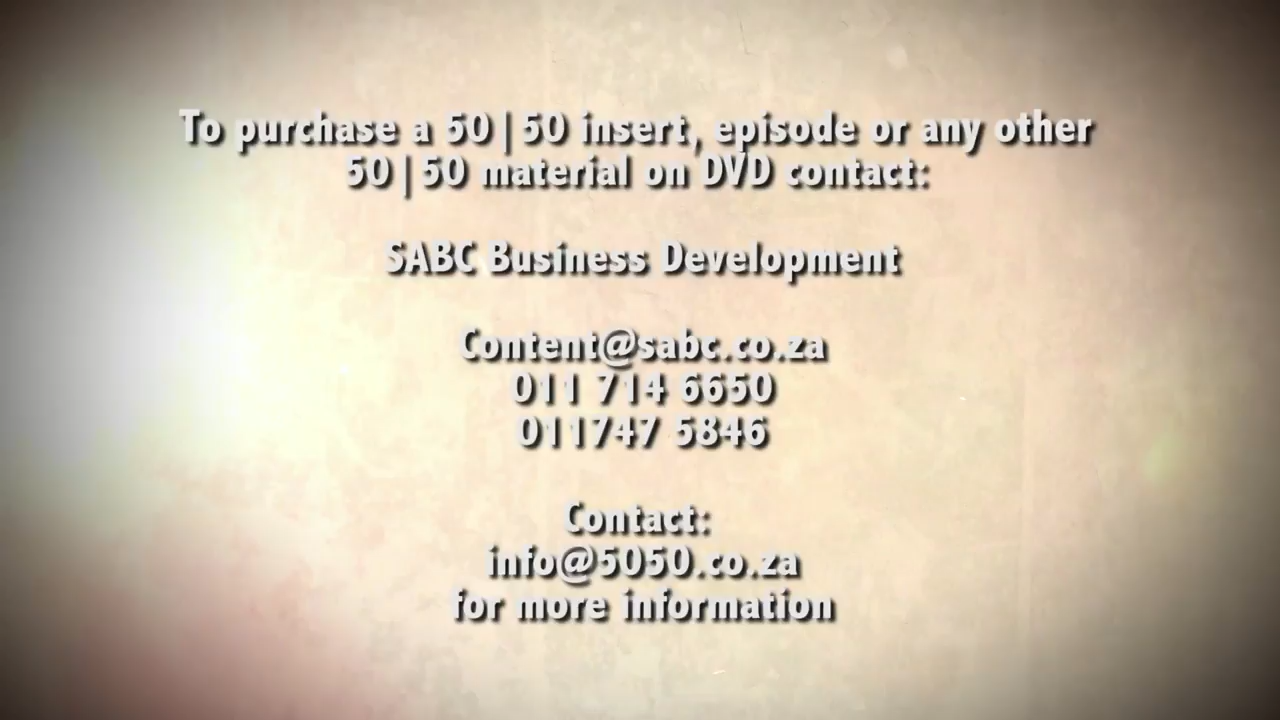 To purchase a 50|50 insert, episode or any other
50|50 material on DVD contact:
SABC Business Development
Content@sabc.co.za
011 714 6650
011747 5846
Contact:
info@5050.co.za
for more information